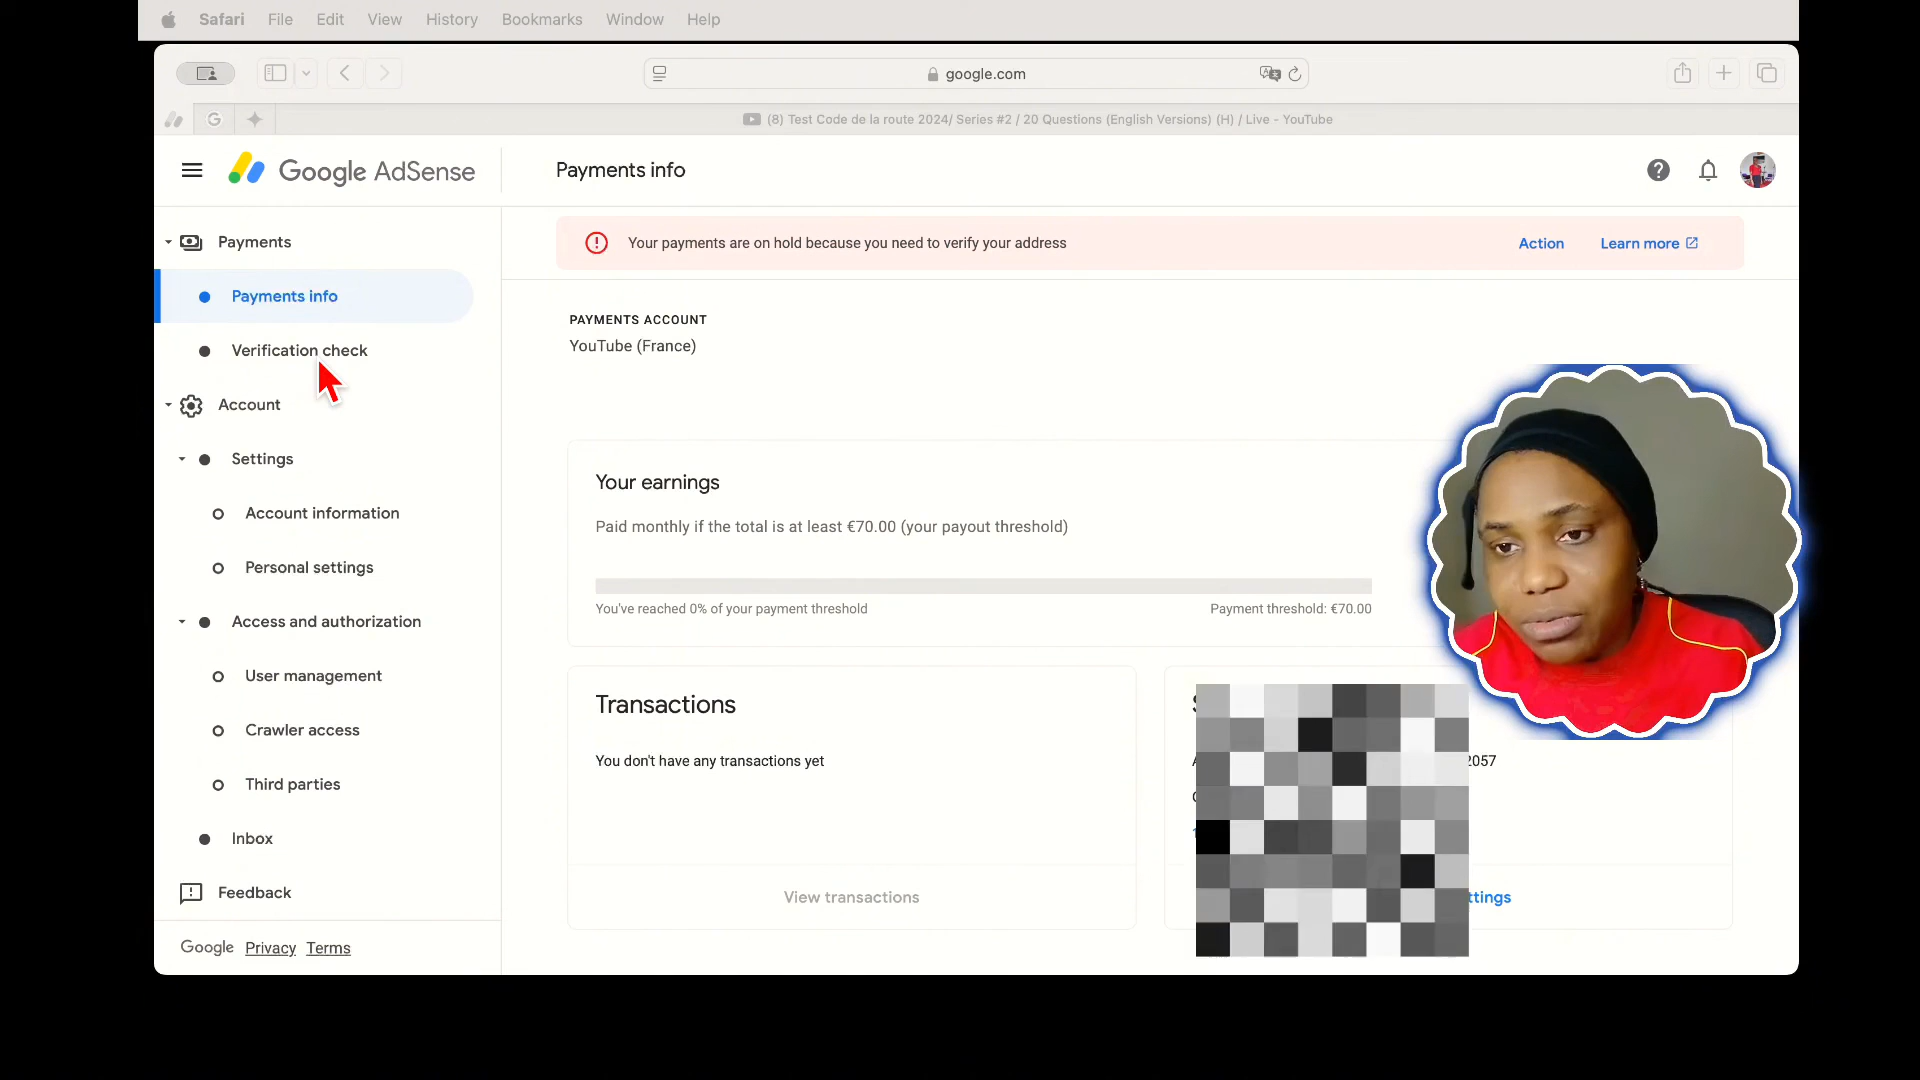 Safari File Edit View History Bookmarks Window Help
google.com
(8) Test Code de la route 2024/ Series #2 / 20 Questions (English Versions) (H) / Live - YouTube
Google AdSense
Payments info
Payments
Payments info
Verification check
Account
Settings
Account information
Personal settings
Access and authorization
User management
Crawler access
Third parties
Inbox
Feedback
Google Privacy Terms
Your payments are on hold because you need to verify your address
Action
Learn more
PAYMENTS ACCOUNT
YouTube (France)
Your earnings
Paid monthly if the total is at least €70.00 (your payout threshold)
You've reached 0% of your payment threshold
Payment threshold: €70.00
Transactions
You don't have any transactions yet
View transactions
2057
ttings